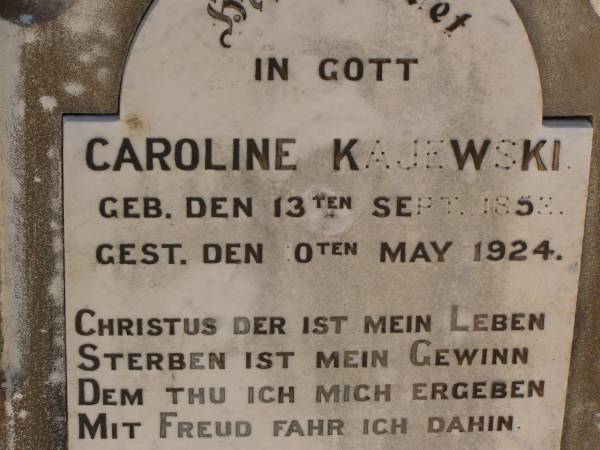 IN GOTT
CAROLINE KAJEWSKI.
GEB. DEN 13TEN SEPT. 1852.
GEST. DEN MAY 1924.
CHRISTUS DER IST MEIN LEBEN
STERBEN IST MEIN GEWINN
DEM THU ICH MICH ERGEBEN
MIT FREUD FAHR ICH DAHIN.